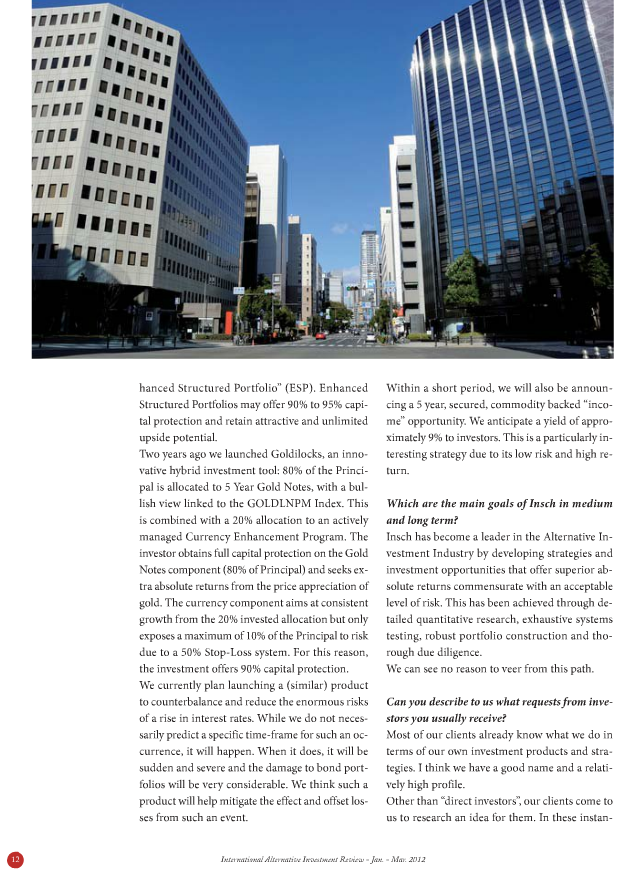 hanced Structured Portfolio” (ESP). Enhanced
Structured Portfolios may offer 90% to 95% capi-
tal protection and retain attractive and unlimited
upside potential.
Two years ago we launched Goldilocks, an inno-
vative hybrid investment tool: 80% of the Princi-
pal is allocated to 5 Year Gold Notes, with a bul-
lish view linked to the GOLDLNPM Index. This
is combined with a 20% allocation to an actively
managed Currency Enhancement Program. The
investor obtains full capital protection on the Gold
Notes component (80% of Principal) and seeks ex-
tra absolute returns from the price appreciation of
gold. The currency component aims at consistent
growth from the 20% invested allocation but only
exposes a maximum of 10% of the Principal to risk
due to a 50% Stop-Loss system. For this reason,
the investment offers 90% capital protection.
We currently plan launching a (similar) product
to counterbalance and reduce the enormous risks
of a rise in interest rates. While we do not neces-
sarily predict a specific time-frame for such an oc-
currence, it will happen. When it does, it will be
sudden and severe and the damage to bond port-
folios will be very considerable. We think such a
product will help mitigate the effect and offset los-
ses from such an event.
Within a short period, we will also be announ-
cing a 5 year, secured, commodity backed “inco-
me” opportunity. We anticipate a yield of appro-
ximately 9% to investors. This is a particularly in-
teresting strategy due to its low risk and high re-
turn.
Which are the main goals of Insch in medium
and long term?
Insch has become a leader in the Alternative In-
vestment Industry by developing strategies and
investment opportunities that offer superior ab-
solute returns commensurate with an acceptable
level of risk. This has been achieved through de-
tailed quantitative research, exhaustive systems
testing, robust portfolio construction and tho-
rough due diligence.
We can see no reason to veer from this path.
Can you describe to us what requests from inve-
stors you usually receive?
Most of our clients already know what we do in
terms of our own investment products and stra-
tegies. I think we have a good name and a relati-
vely high profile.
Other than “direct investors”, our clients come to
us to research an idea for them. In these instan-
12
International Alternative Investment Review – Jan. – Mar. 2012